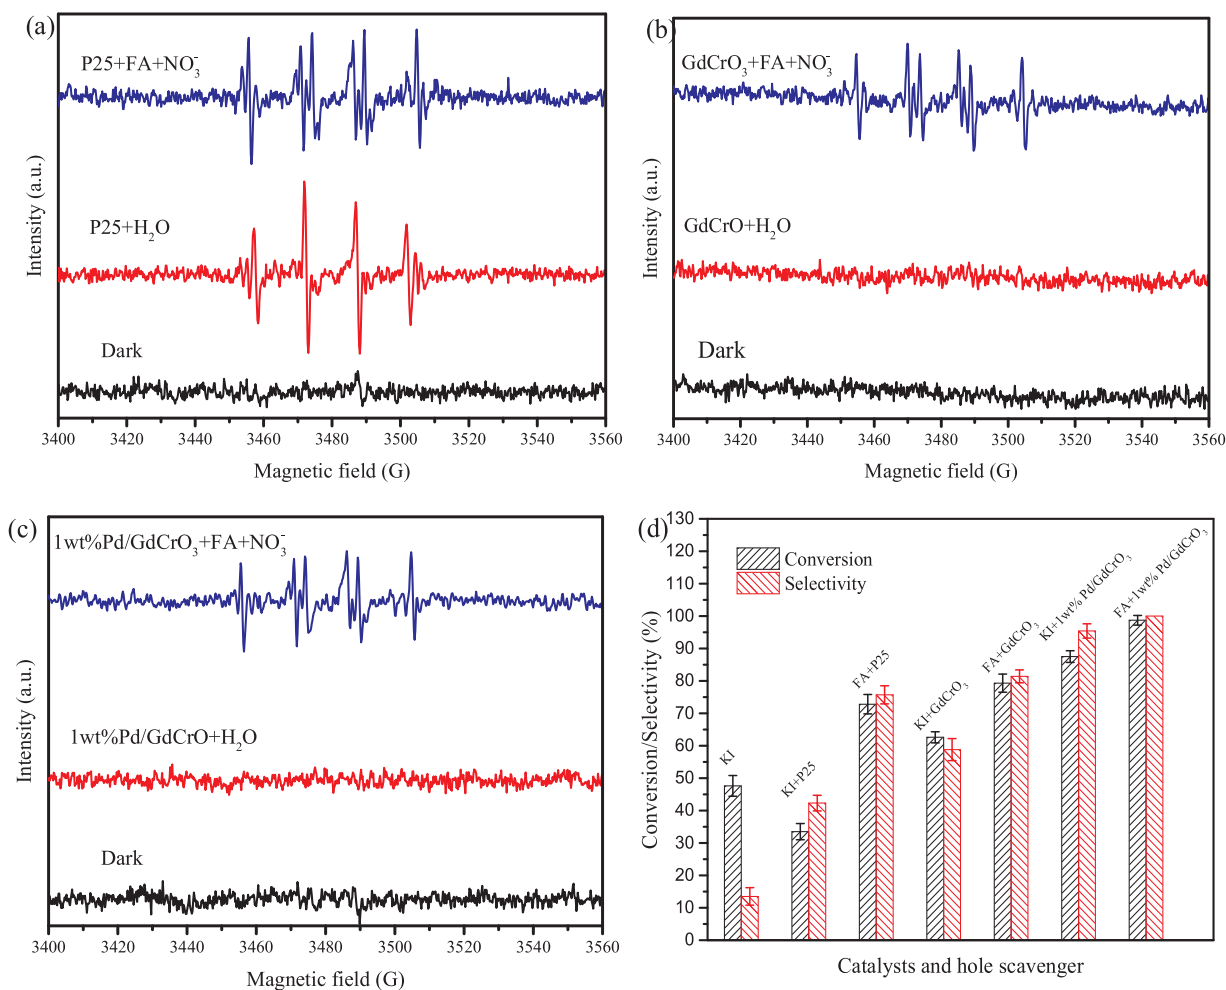 (a)
P25+FA+NO₃⁻
P25+H₂O
Dark
Intensity (a.u.)
3400 3420 3440 3460 3480 3500 3520 3540 3560
Magnetic field (G)
(b)
GdCrO₃+FA+NO₃⁻
GdCrO+H₂O
Dark
Intensity (a.u.)
3400 3420 3440 3460 3480 3500 3520 3540 3560
Magnetic field (G)
(c)
1wt%Pd/GdCrO₃+FA+NO₃⁻
1wt%Pd/GdCrO+H₂O
Dark
Intensity (a.u.)
3400 3420 3440 3460 3480 3500 3520 3540 3560
Magnetic field (G)
(d)
130
120
110
100
90
80
70
60
50
40
30
20
10
0
Conversion/Selectivity (%)
Conversion
Selectivity
KI
KI+P25
FA+P25
KI+GdCrO₃
FA+GdCrO₃
KI+1wt% Pd/GdCrO₃
FA+1wt% Pd/GdCrO₃
Catalysts and hole scavenger